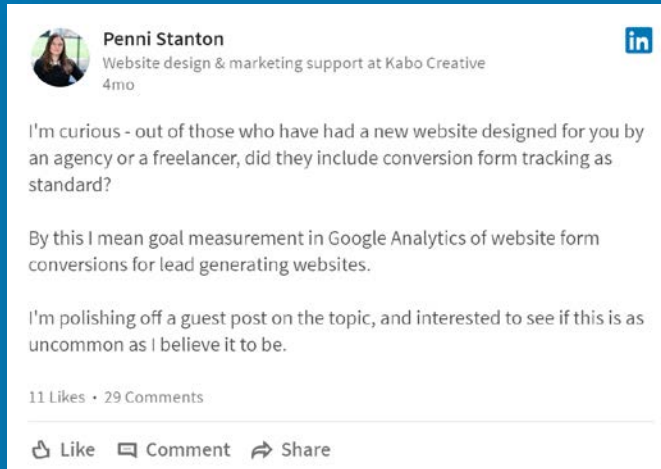 Penni Stanton
in
Website design & marketing support at Kabo Creative
4mo
I'm curious - out of those who have had a new website designed for you by
an agency or a freelancer, did they include conversion form tracking as
standard?
By this I mean goal measurement in Google Analytics of website form
conversions for lead generating websites.
I'm polishing off a guest post on the topic, and interested to see if this is as
uncommon as I believe it to be.
11 Likes • 29 Comments
Like Comment Share